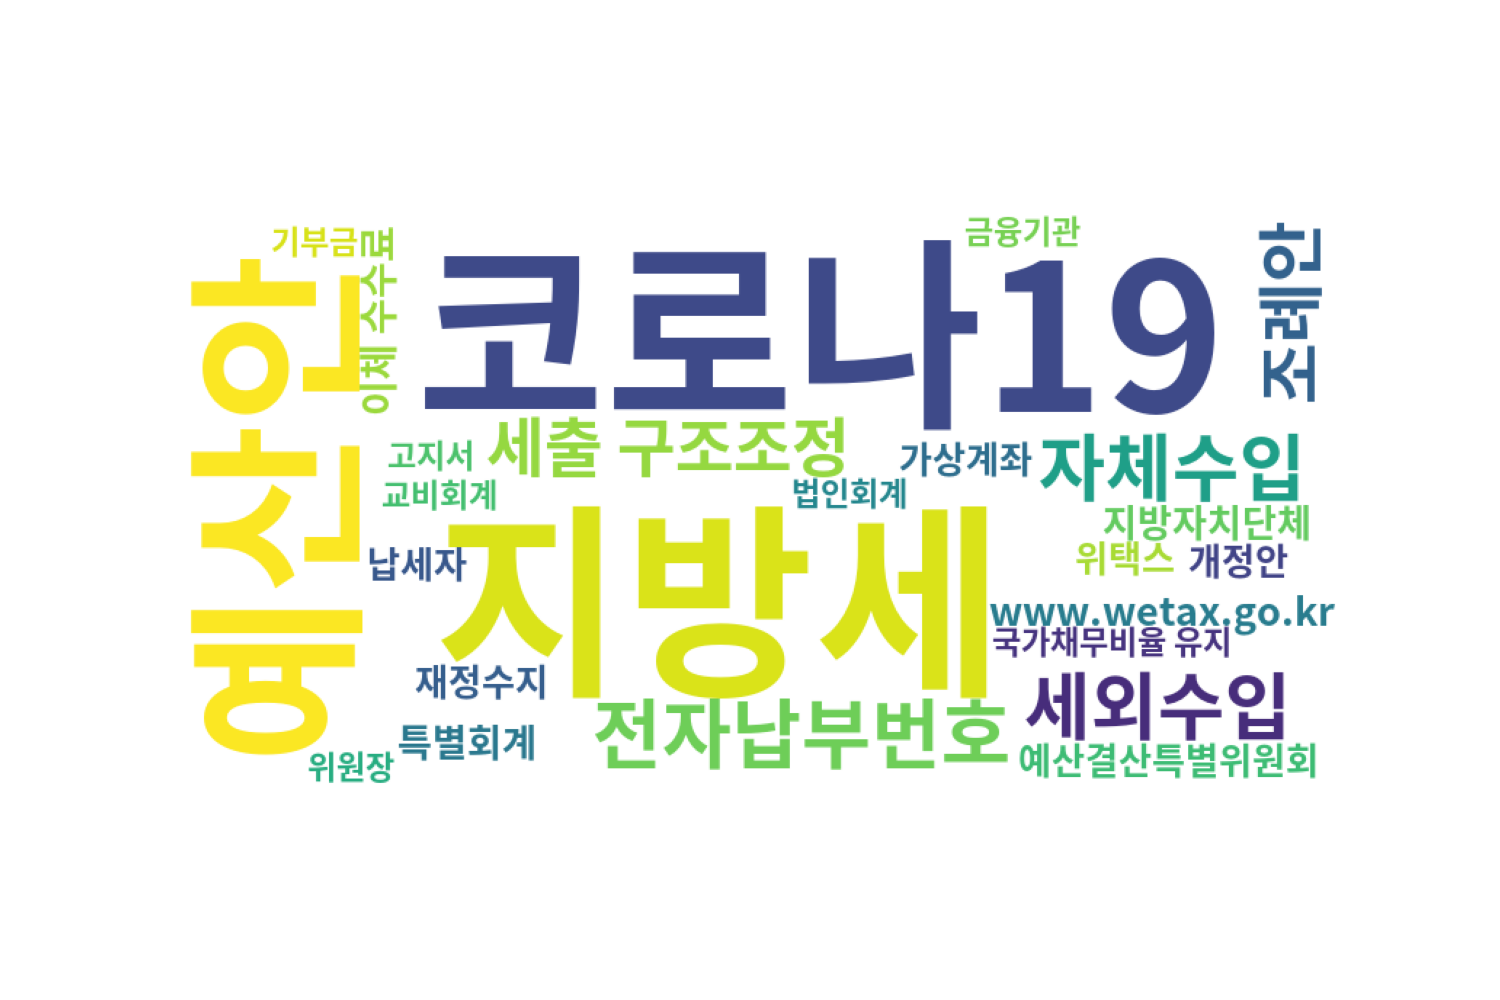 기부금
금융기관
예산안
이체 수수료
코로나19
조례안
고지서
세출 구조조정
가상계좌
자체수입
교비회계
법인회계
지방자치단체
납세자
지방세
위택스
개정안
www.wetax.go.kr
국가채무비율 유지
재정수지
세외수입
특별회계
전자납부번호
위원장
예산결산특별위원회